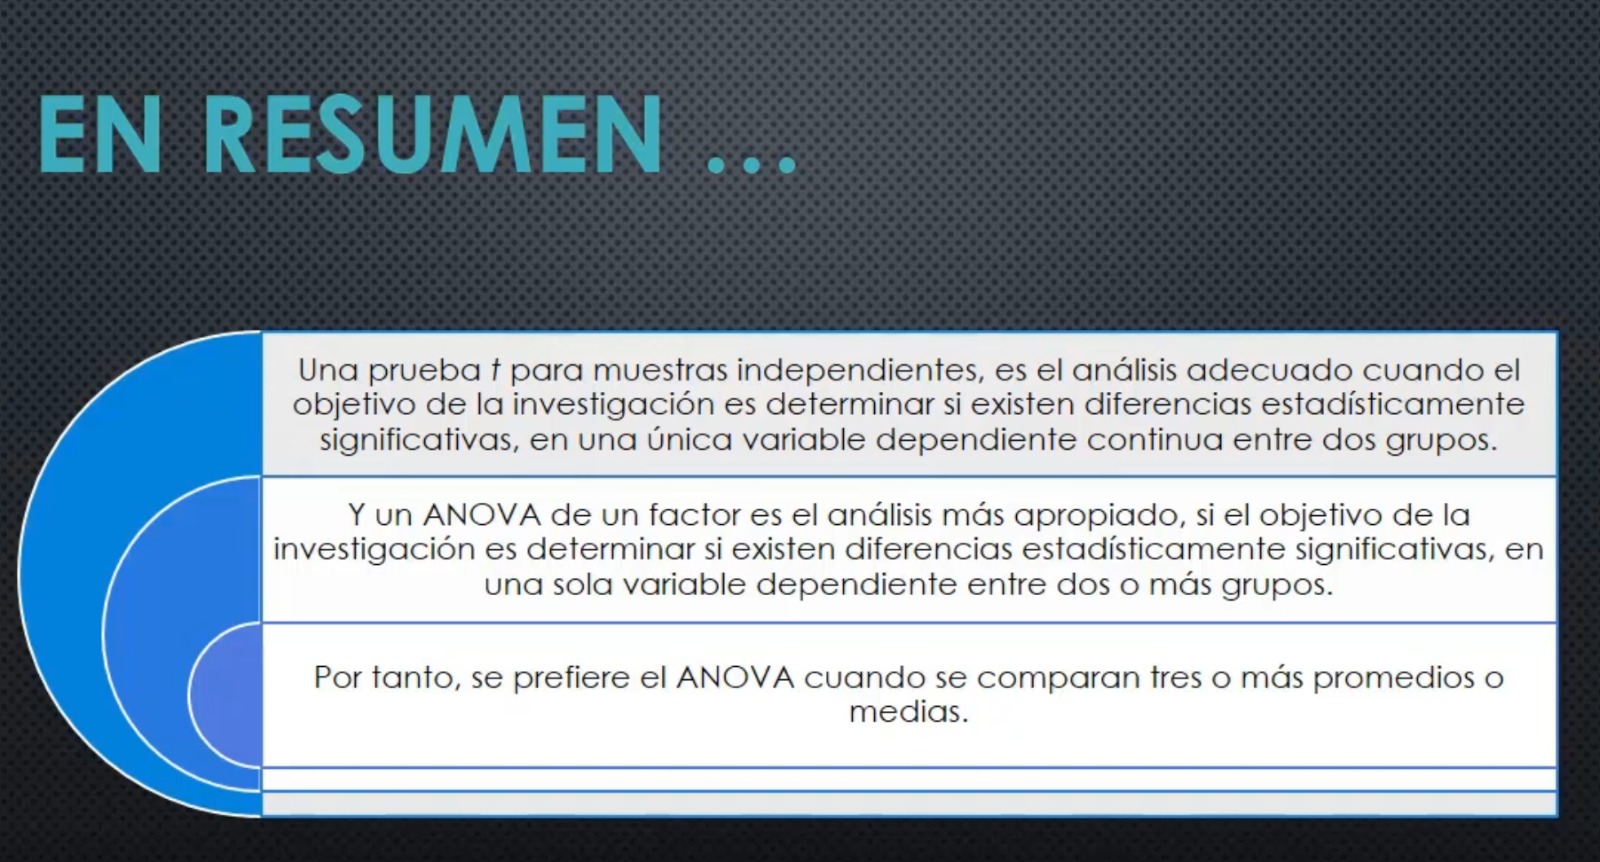 EN RESUMEN ...
Una prueba t para muestras independientes, es el análisis adecuado cuando el
objetivo de la investigación es determinar si existen diferencias estadísticamente
significativas, en una única variable dependiente continua entre dos grupos.
Y un ANOVA de un factor es el análisis más apropiado, si el objetivo de la
investigación es determinar si existen diferencias estadísticamente significativas, en
una sola variable dependiente entre dos o más grupos.
Por tanto, se prefiere el ANOVA cuando se comparan tres o más promedios o
medias.